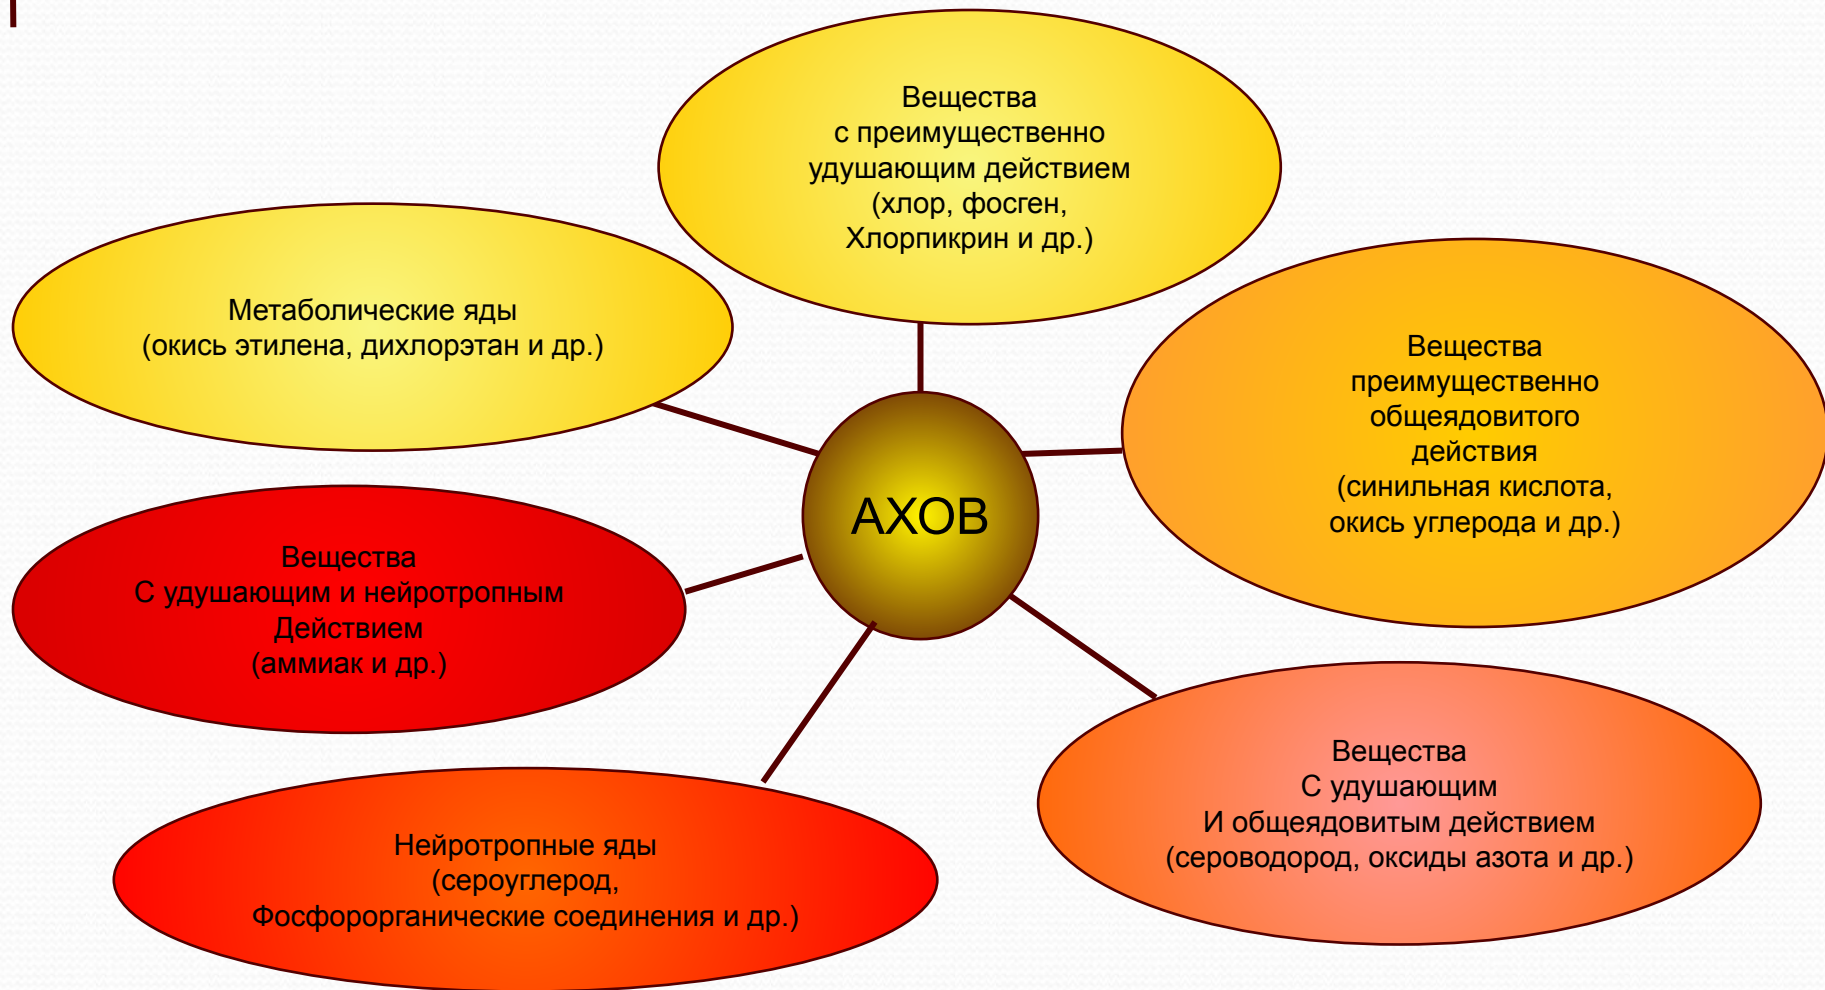 Вещества
с преимущественно
удушающим действием
(хлор, фосген,
Хлорпикрин и др.)
Метаболические яды
(окись этилена, дихлорэтан и др.)
Вещества
преимущественно
общеядовитого
действия
(синильная кислота,
окись углерода и др.)
АХОВ
Вещества
С удушающим и нейротропным
Действием
(аммиак и др.)
Вещества
С удушающим
И общеядовитым действием
(сероводород, оксиды азота и др.)
Нейротропные яды
(сероуглерод,
Фосфорорганические соединения и др.)